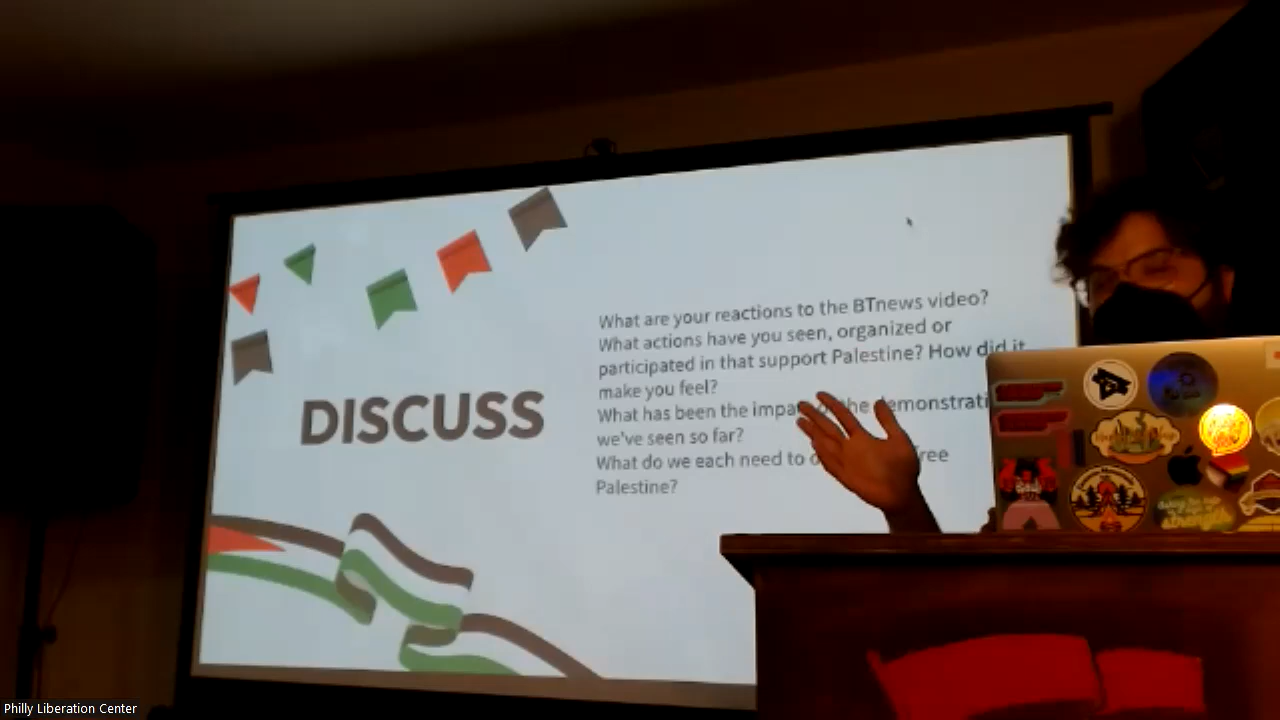 DISCUSS
What are your reactions to the BTnews video?
What actions have you seen, organized or
participated in that support Palestine? How did it
make you feel?
What has been the the demonstrati
we've seen so far?
What do we each need to
Palestine?
Philly Liberation Center